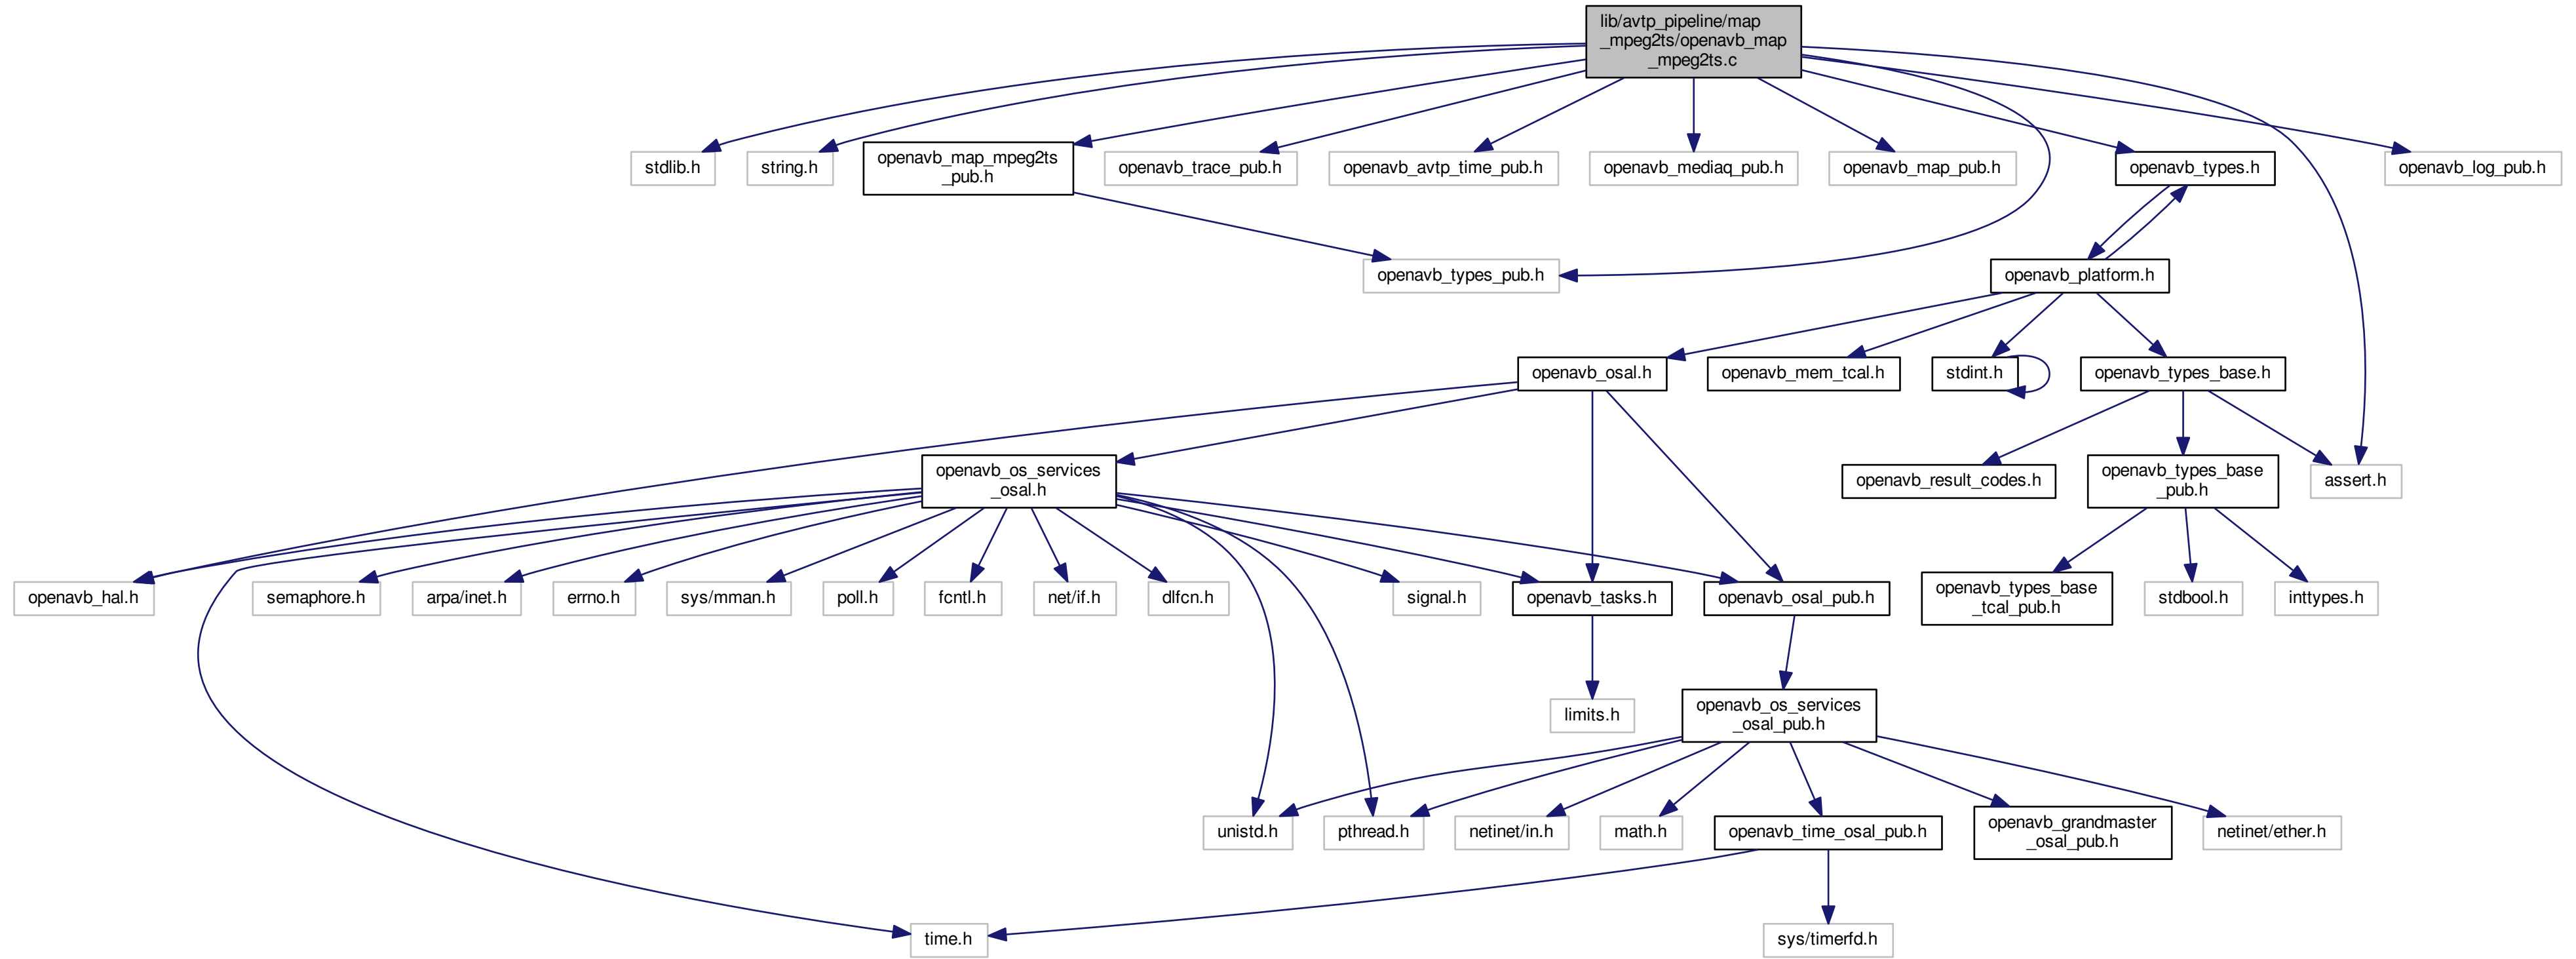 lib/avtp_pipeline/map
_mpeg2ts/openavb_map
_mpeg2ts.c
stdlib.h
string.h
openavb_map_mpeg2ts
_pub.h
openavb_trace_pub.h
openavb_avtp_time_pub.h
openavb_mediaq_pub.h
openavb_map_pub.h
openavb_types.h
openavb_log_pub.h
openavb_types_pub.h
openavb_platform.h
openavb_osal.h
openavb_mem_tcal.h
stdint.h
openavb_types_base.h
openavb_os_services
_osal.h
openavb_result_codes.h
openavb_types_base
_pub.h
assert.h
openavb_hal.h
semaphore.h
arpa/inet.h
errno.h
sys/mman.h
poll.h
fcntl.h
net/if.h
dlfcn.h
signal.h
openavb_tasks.h
openavb_osal_pub.h
openavb_types_base
_tcal_pub.h
stdbool.h
inttypes.h
limits.h
openavb_os_services
_osal_pub.h
unistd.h
pthread.h
netinet/in.h
math.h
openavb_time_osal_pub.h
openavb_grandmaster
_osal_pub.h
netinet/ether.h
time.h
sys/timerfd.h